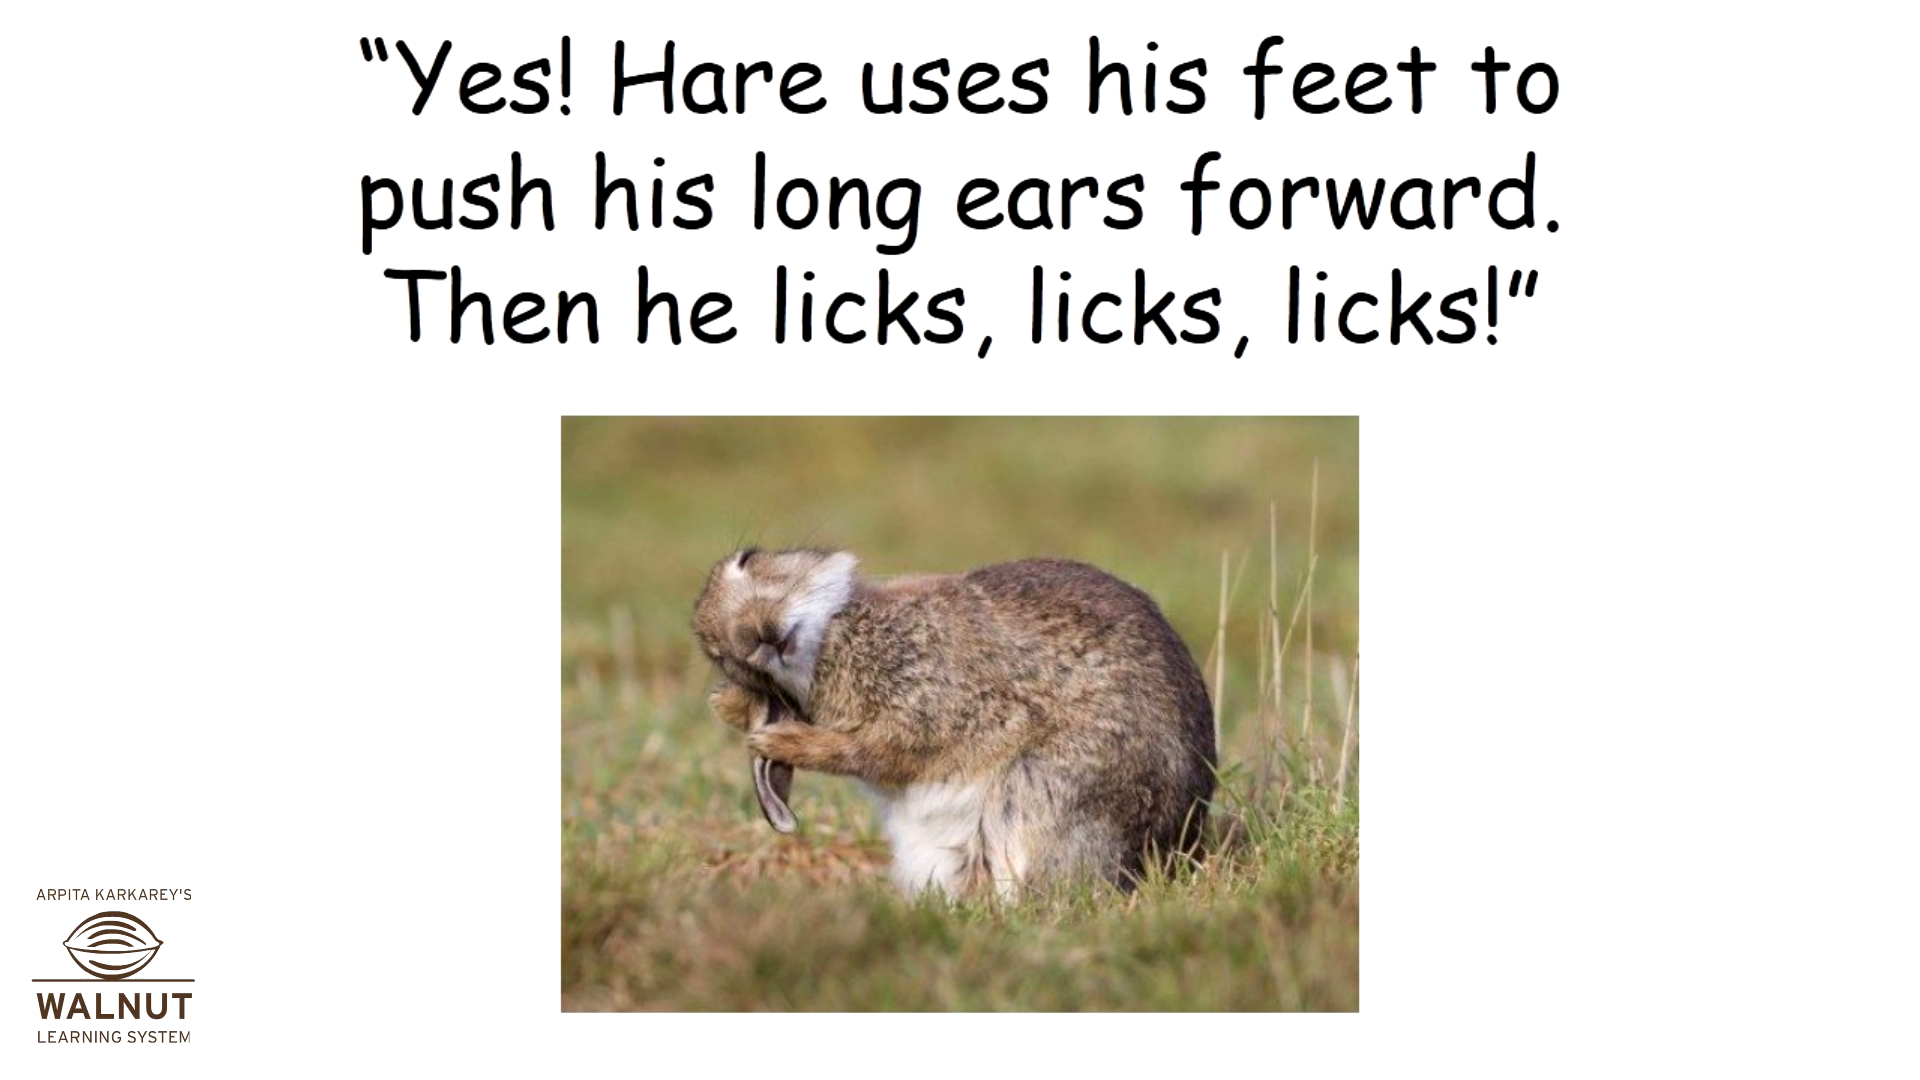 “Yes! Hare uses his feet to
push his long ears forward.
Then he licks, licks, licks!”
ARPITA KARKAREY'S
WALNUT
LEARNING SYSTEM